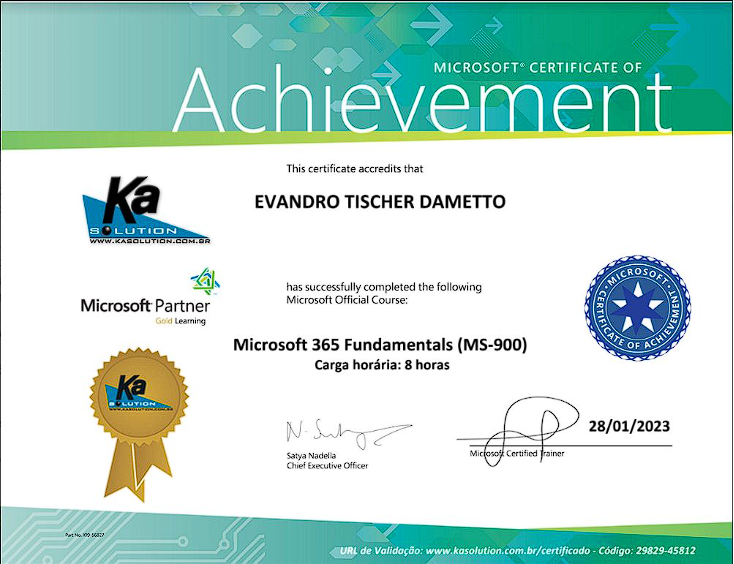 MICROSOFT® CERTIFICATE OF
Achievement
This certificate accredits that
EVANDRO TISCHER DAMETTO
Ka
SOLUTION
WWW.KASOLUTION.COM.BR
has successfully completed the following
Microsoft Official Course:
Microsoft Partner
Gold Learning
MICROSOFT
CERTIFICATE OF ACHIEVEMENT
Microsoft 365 Fundamentals (MS-900)
Carga horária: 8 horas
Ka
SOLUTION
WWW.KASOLUTION.COM.BR
28/01/2023
Satya Nadella
Chief Executive Officer
Microsoft Certified Trainer
Part No.
URL de Validação: www.kasolution.com.br/certificado - Código: 29829-45812